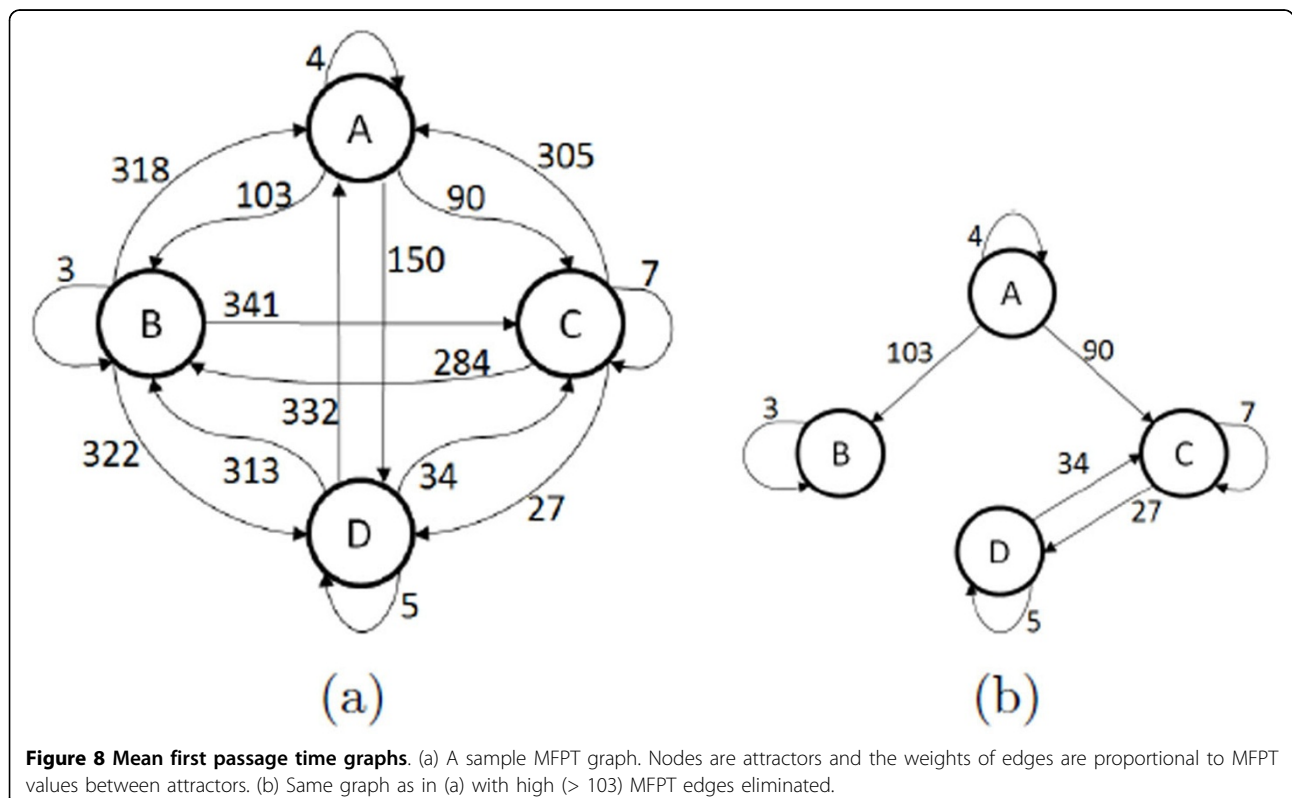 4
A
318
305
103
90
150
3
7
B
341
C
284
332
322
313
34
27
D
5
(a)
4
A
103
90
3
7
B
C
34
27
D
5
(b)
Figure 8 Mean first passage time graphs. (a) A sample MFPT graph. Nodes are attractors and the weights of edges are proportional to MFPT
values between attractors. (b) Same graph as in (a) with high (> 103) MFPT edges eliminated.